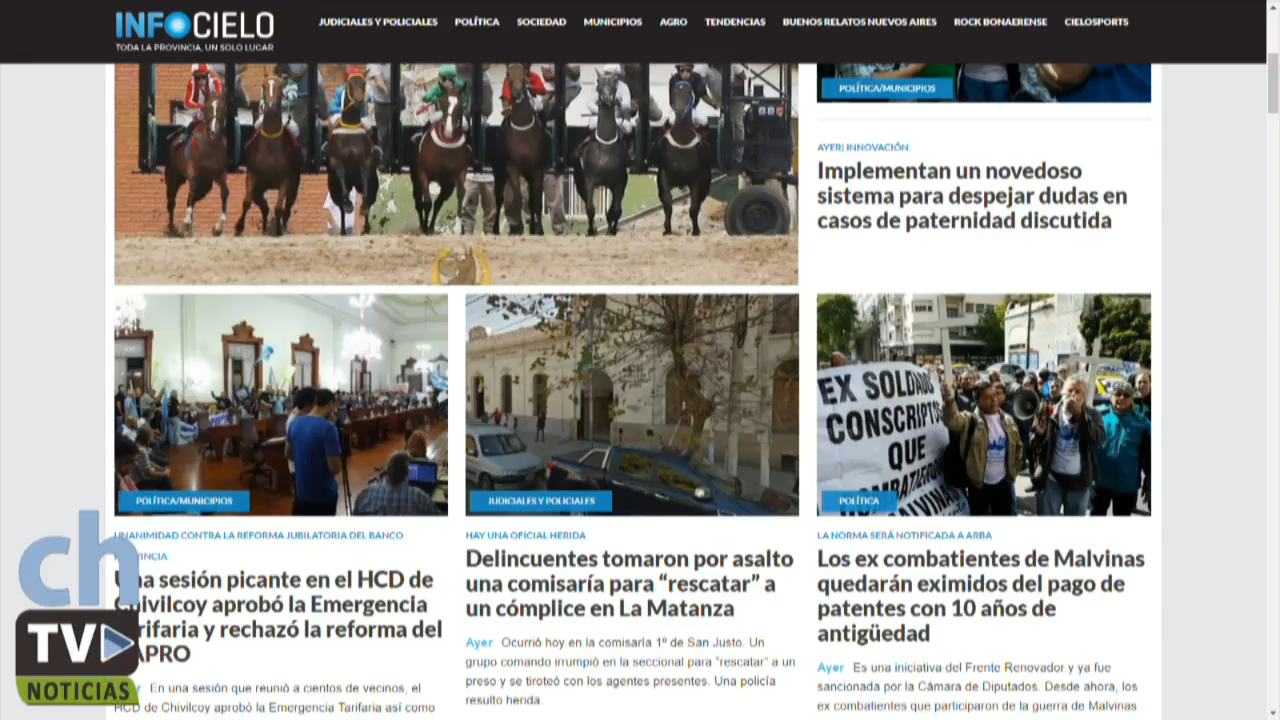 INFOCIELO
TODA LA PROVINCIA, UN SOLO LUGAR
JUDICIALES Y POLICIALES
POLÍTICA
SOCIEDAD
MUNICIPIOS
AGRO
TENDENCIAS
BUENOS RELATOS NUEVOS AIRES
ROCK BONAERENSE
CIELOSPORTS
POLÍTICA/MUNICIPIOS
AYER| INNOVACIÓN
Implementan un novedoso
sistema para despejar dudas en
casos de paternidad discutida
POLÍTICA/MUNICIPIOS
UNANIMIDAD CONTRA LA REFORMA JUBILATORIA DEL BANCO
Una sesión picante en el HCD de
Chivilcoy aprobó la Emergencia
Tarifaria y rechazó la reforma del
En una sesión que reunió a cientos de vecinos, el
HCD de Chivilcoy aprobó la Emergencia Tarifaria así como
JUDICIALES Y POLICIALES
HAY UNA OFICIAL HERIDA
Delincuentes tomaron por asalto
una comisaría para “rescatar” a
un cómplice en La Matanza
Ayer Ocurrió hoy en la comisaría 1º de San Justo. Un
grupo comando irrumpió en la seccional para “rescatar” a un
preso y se tiroteó con los agentes presentes. Una policía
resulto herida.
EX SOLDADO
CONSCRIPTO
QUE
POLÍTICA
LA NORMA SERÁ NOTIFICADA A ARBA
Los ex combatientes de Malvinas
quedarán eximidos del pago de
patentes con 10 años de
antigüedad
Ayer Es una iniciativa del Frente Renovador y ya fue
sancionada por la Cámara de Diputados. Desde ahora, los
ex combatientes que participaron de la guerra de Malvinas
ch
TV
NOTICIAS